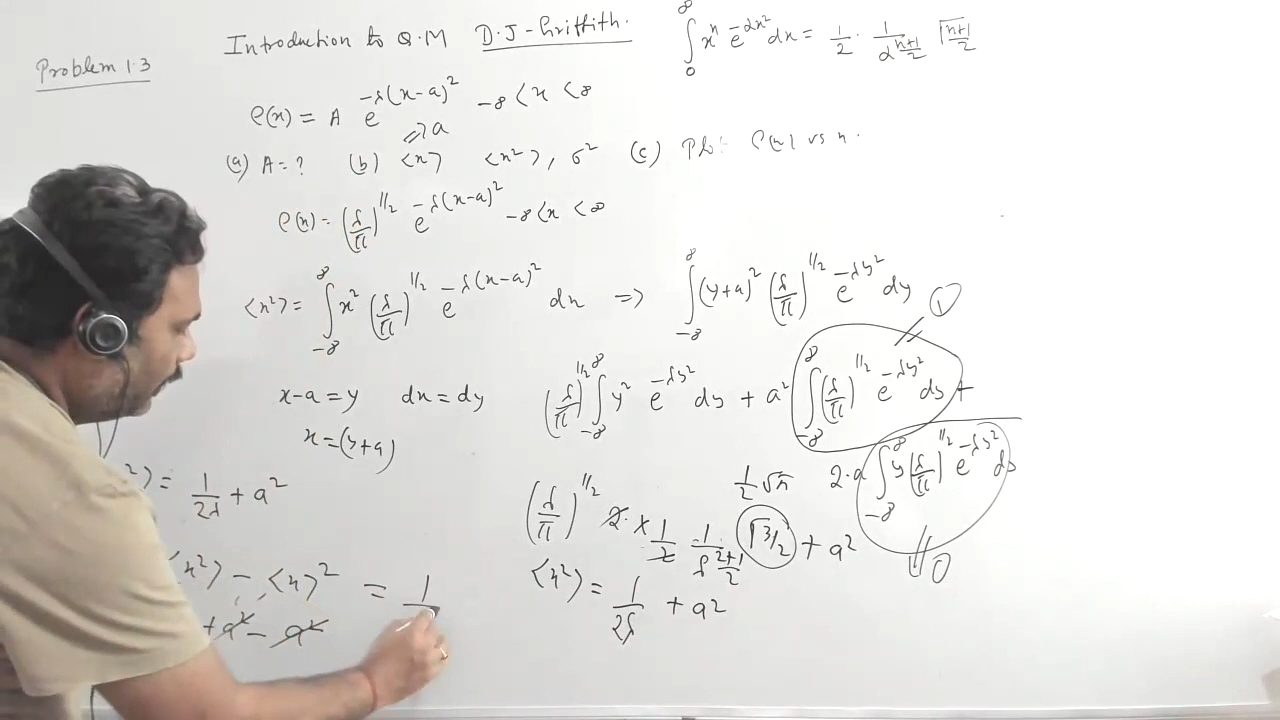 Introduction to Q.M D.J-Griffith.
∫₀^∞ xⁿ e^{-αx²} dx = 1/2 · 1/α^{(n+1)/2} Γ(n+1)/2
Problem 1.3
ρ(x) = A e^{-λ(x-a)²} -∞ < x < ∞
(a) A = ? (b) <x> ⇒ a <x²>, σ² (c) Plot ρ(x) vs x.
ρ(x) = (λ/π)^{1/2} e^{-λ(x-a)²} -∞ < x < ∞
<x²> = ∫_{-∞}^{∞} x² (λ/π)^{1/2} e^{-λ(x-a)²} dx ⇒ ∫_{-∞}^{∞} (y+a)² (λ/π)^{1/2} e^{-λy²} dy
x-a = y dx = dy
x = (y+a)
(λ/π)^{1/2} ∫_{-∞}^{∞} y² e^{-λy²} dy + a² ∫_{-∞}^{∞} (λ/π)^{1/2} e^{-λy²} dy + 1
2·a ∫_{-∞}^{∞} y (λ/π)^{1/2} e^{-λy²} dy 0
1/2 √π
(λ/π)^{1/2} 2· × 1/2 1/λ^{(2+1)/2} Γ3/2 + a²
<x²> = 1/2λ + a²
²> = 1/2λ + a²
<x²> - <x>² = 1/
+ a² - a²